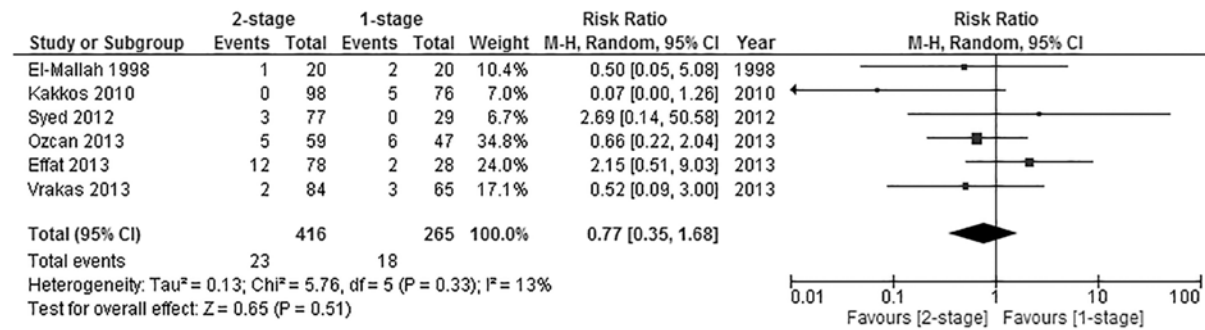 2-stage 1-stage Risk Ratio Risk Ratio
Study or Subgroup Events Total Events Total Weight M-H, Random, 95% CI Year M-H, Random, 95% CI
El-Mallah 1998 1 20 2 20 10.4% 0.50 [0.05, 5.08] 1998
Kakkos 2010 0 98 5 76 7.0% 0.07 [0.00, 1.26] 2010
Syed 2012 3 77 0 29 6.7% 2.69 [0.14, 50.58] 2012
Ozcan 2013 5 59 6 47 34.8% 0.66 [0.22, 2.04] 2013
Effat 2013 12 78 2 28 24.0% 2.15 [0.51, 9.03] 2013
Vrakas 2013 2 84 3 65 17.1% 0.52 [0.09, 3.00] 2013
Total (95% CI) 416 265 100.0% 0.77 [0.35, 1.68]
Total events 23 18
Heterogeneity: Tau² = 0.13; Chi² = 5.76, df = 5 (P = 0.33); I² = 13%
Test for overall effect: Z = 0.65 (P = 0.51)
0.01 0.1 1 10 100
Favours [2-stage] Favours [1-stage]